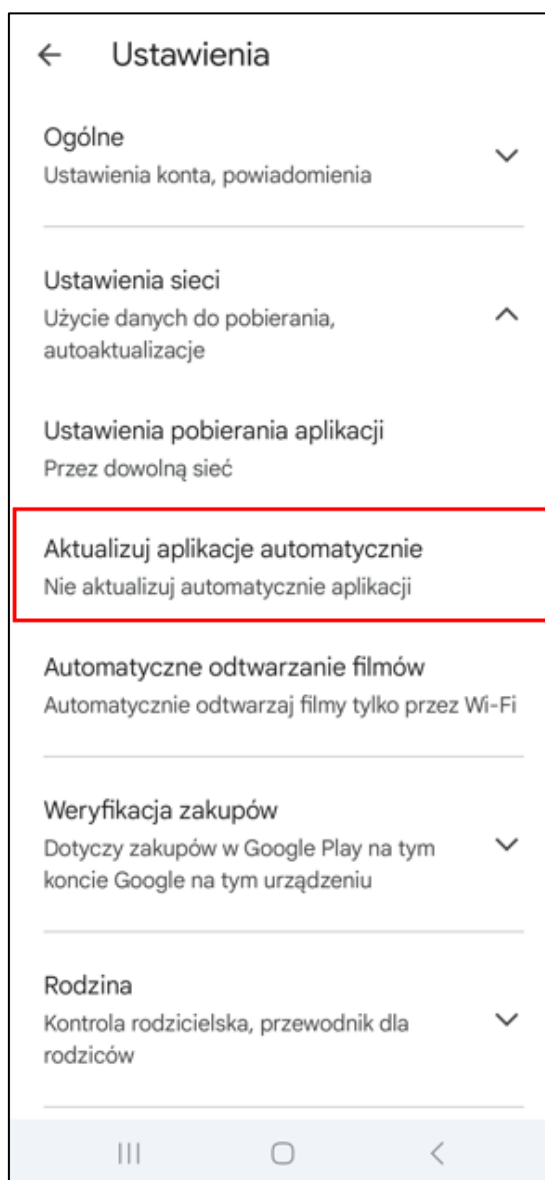 Ustawienia
Ogólne
Ustawienia konta, powiadomienia
Ustawienia sieci
Użycie danych do pobierania,
autoaktualizacje
Ustawienia pobierania aplikacji
Przez dowolną sieć
Aktualizuj aplikacje automatycznie
Nie aktualizuj automatycznie aplikacji
Automatyczne odtwarzanie filmów
Automatycznie odtwarzaj filmy tylko przez Wi-Fi
Weryfikacja zakupów
Dotyczy zakupów w Google Play na tym
koncie Google na tym urządzeniu
Rodzina
Kontrola rodzicielska, przewodnik dla
rodziców